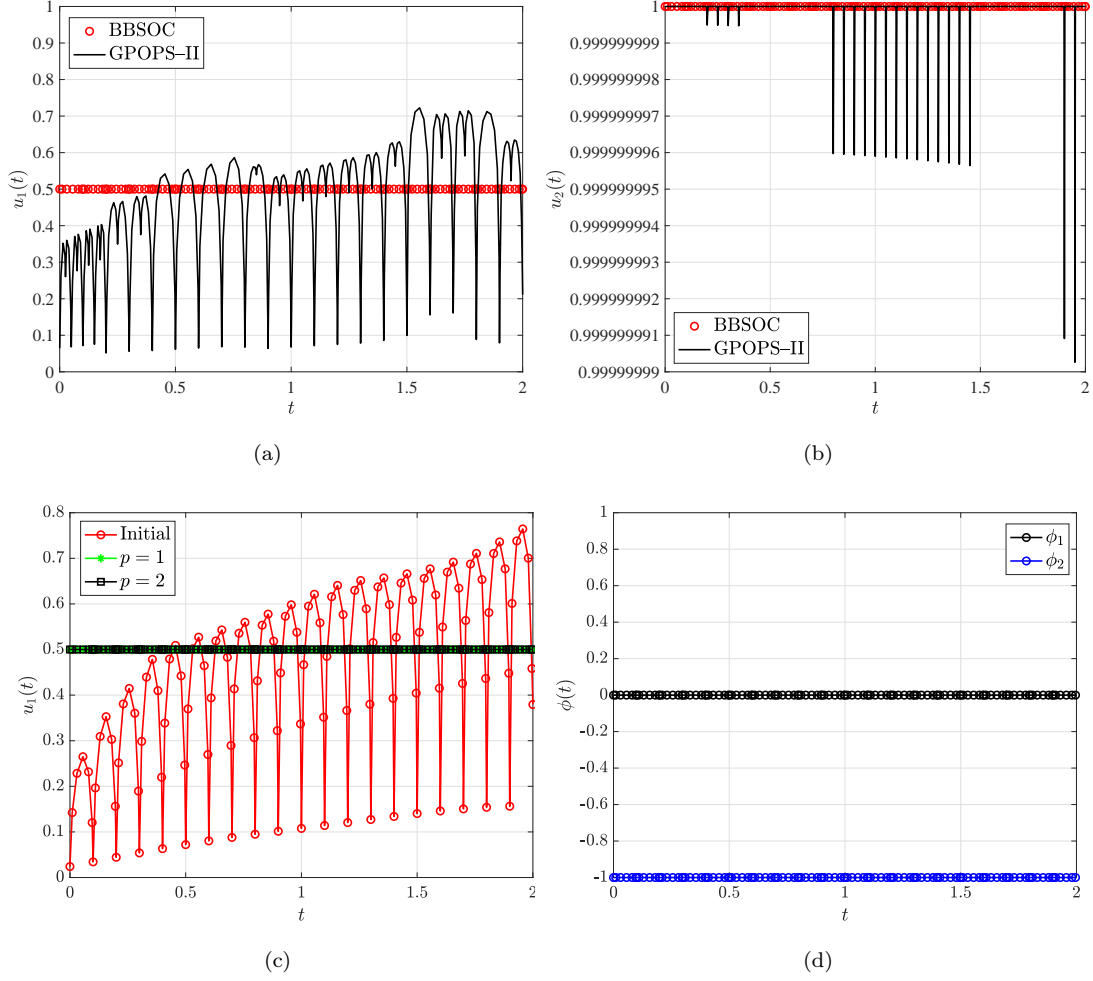 1
0.9
0.8
0.7
0.6
0.5
0.4
0.3
0.2
0.1
0
u₁(t)
BBSOC
GPOPS–II
0 0.5 1 1.5 2
t
(a)
1
0.999999999
0.999999998
0.999999997
0.999999996
0.999999995
0.999999994
0.999999993
0.999999992
0.999999991
0.99999999
u₂(t)
BBSOC
GPOPS–II
0 0.5 1 1.5 2
t
(b)
0.8
0.7
0.6
0.5
0.4
0.3
0.2
0.1
0
u₁(t)
Initial
p = 1
p = 2
0 0.5 1 1.5 2
t
(c)
1
0.8
0.6
0.4
0.2
0
-0.2
-0.4
-0.6
-0.8
-1
ϕ(t)
ϕ₁
ϕ₂
0 0.5 1 1.5 2
t
(d)